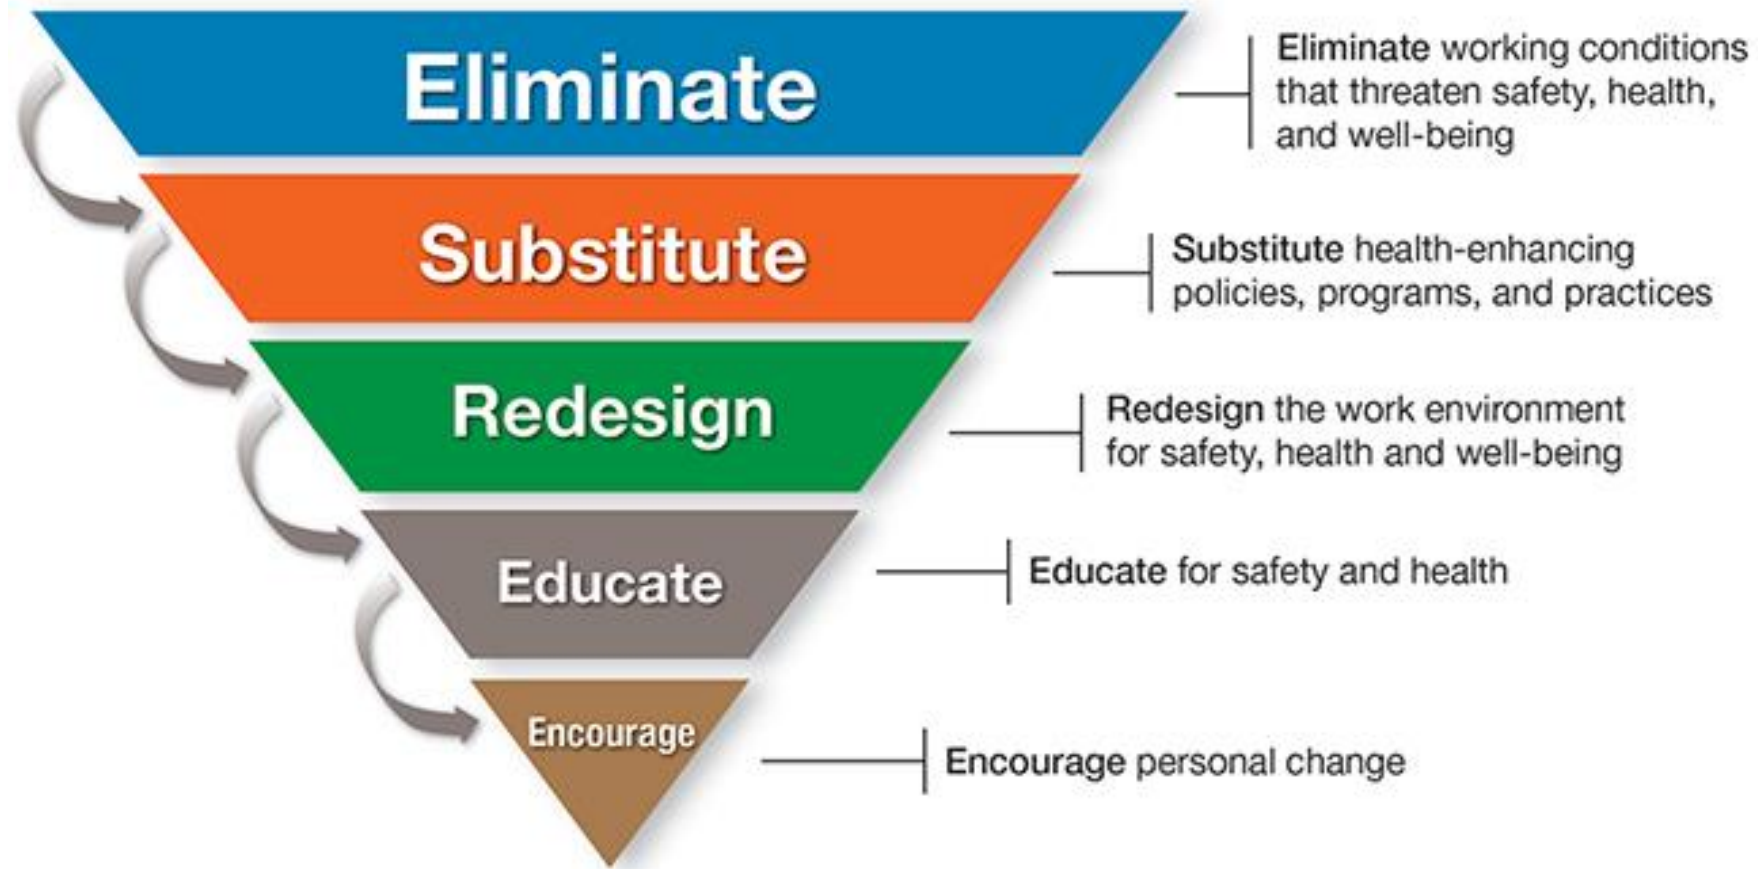 Eliminate
Eliminate working conditions
that threaten safety, health,
and well-being
Substitute
Substitute health-enhancing
policies, programs, and practices
Redesign
Redesign the work environment
for safety, health and well-being
Educate
Educate for safety and health
Encourage
Encourage personal change